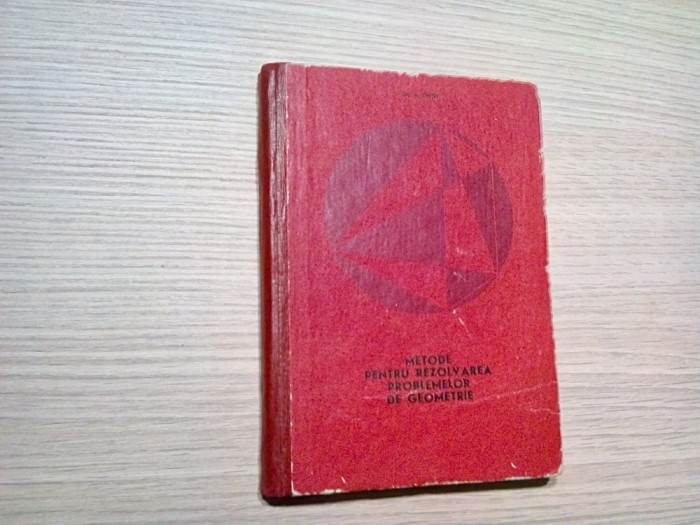 METODE
PENTRU REZOLVAREA
PROBLEMELOR
DE GEOMETRIE